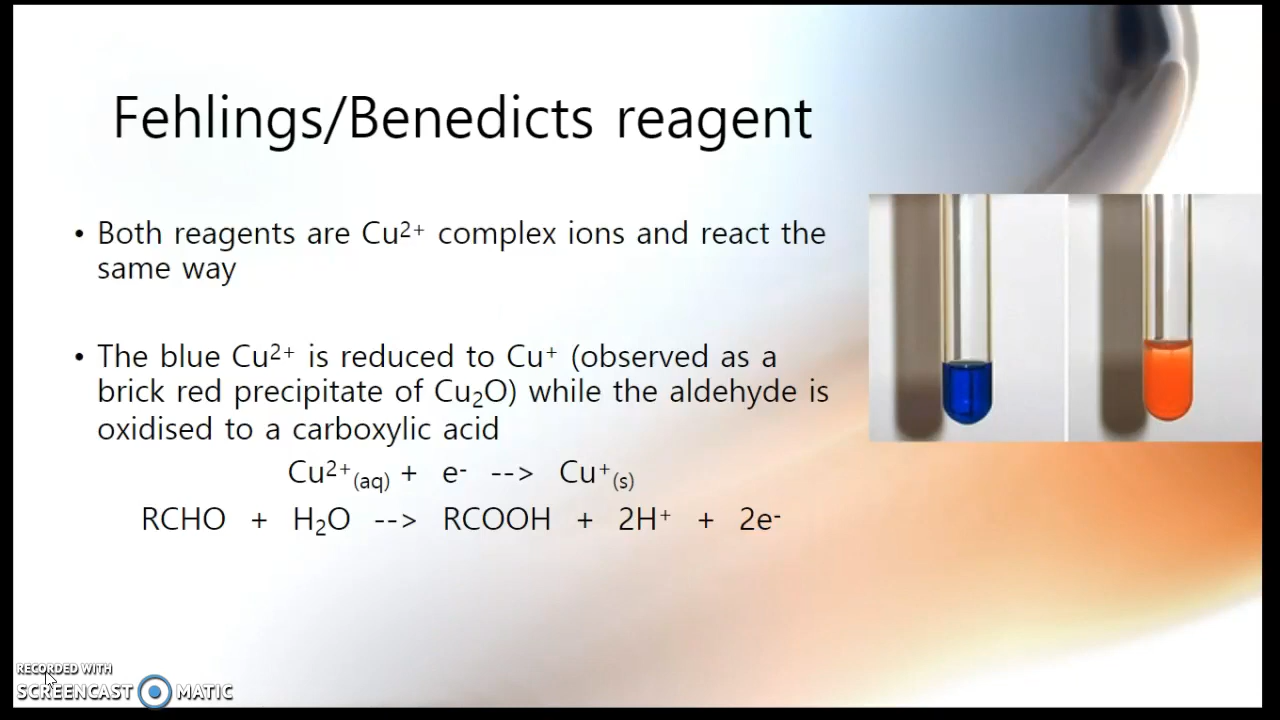 Fehlings/Benedicts reagent
• Both reagents are Cu²⁺ complex ions and react the
same way
• The blue Cu²⁺ is reduced to Cu⁺ (observed as a
brick red precipitate of Cu₂O) while the aldehyde is
oxidised to a carboxylic acid
Cu²⁺₍aq₎ + e⁻ --> Cu⁺₍s₎
RCHO + H₂O --> RCOOH + 2H⁺ + 2e⁻
RECORDED WITH
SCREENCAST MATIC